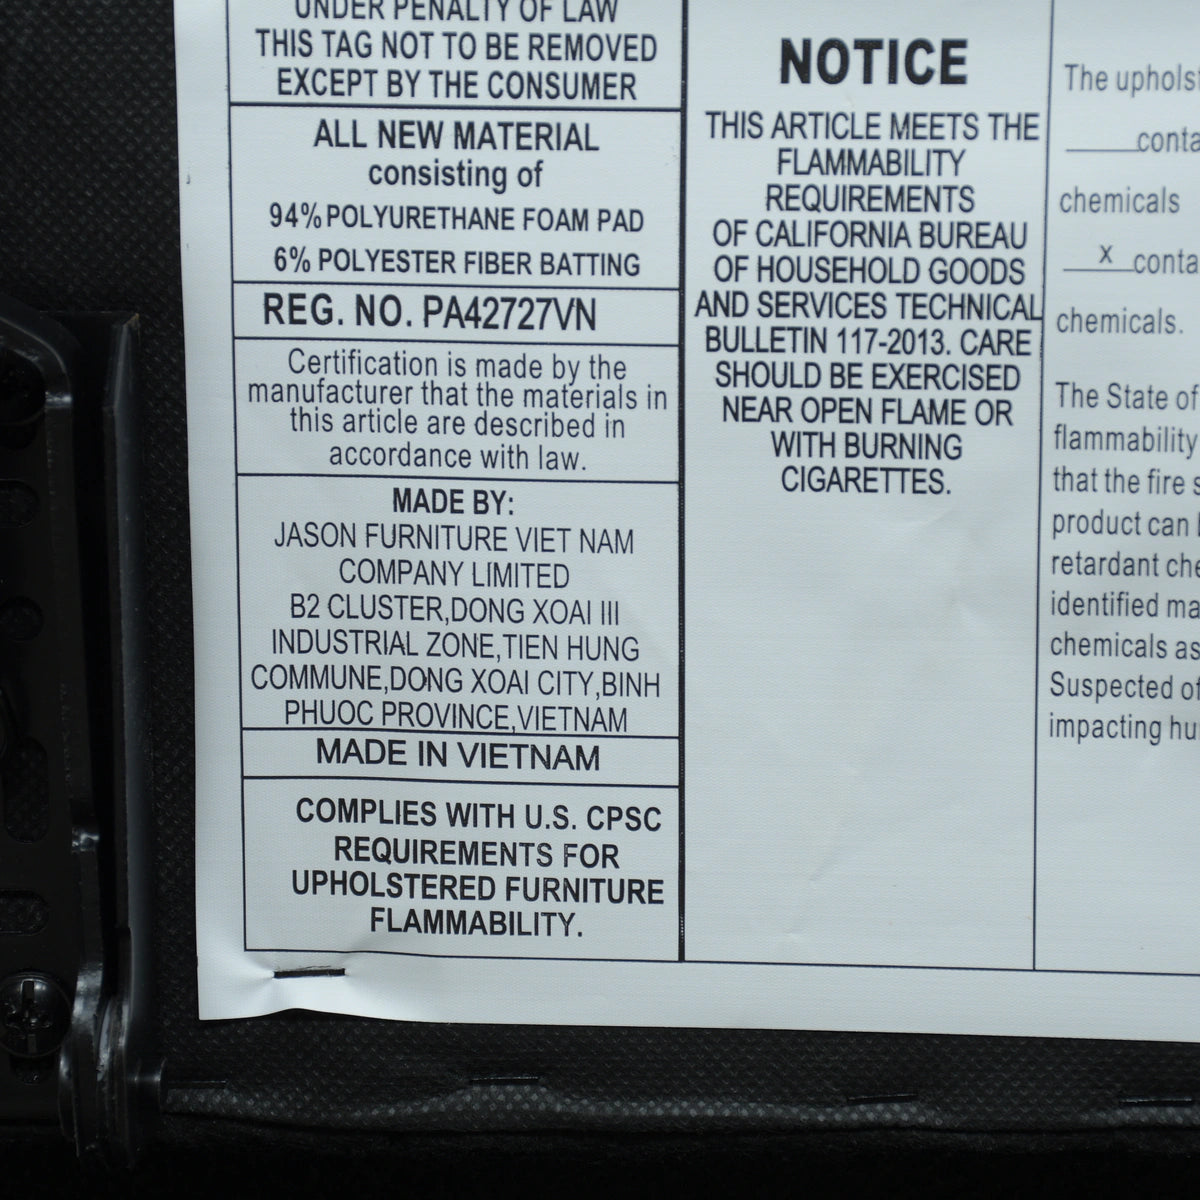 UNDER PENALTY OF LAW
THIS TAG NOT TO BE REMOVED
EXCEPT BY THE CONSUMER
ALL NEW MATERIAL
consisting of
94% POLYURETHANE FOAM PAD
6% POLYESTER FIBER BATTING
REG. NO. PA42727VN
Certification is made by the
manufacturer that the materials in
this article are described in
accordance with law.
MADE BY:
JASON FURNITURE VIET NAM
COMPANY LIMITED
B2 CLUSTER,DONG XOAI III
INDUSTRIAL ZONE,TIEN HUNG
COMMUNE,DONG XOAI CITY,BINH
PHUOC PROVINCE,VIETNAM
MADE IN VIETNAM
COMPLIES WITH U.S. CPSC
REQUIREMENTS FOR
UPHOLSTERED FURNITURE
FLAMMABILITY.
NOTICE
THIS ARTICLE MEETS THE
FLAMMABILITY
REQUIREMENTS
OF CALIFORNIA BUREAU
OF HOUSEHOLD GOODS
AND SERVICES TECHNICAL
BULLETIN 117-2013. CARE
SHOULD BE EXERCISED
NEAR OPEN FLAME OR
WITH BURNING
CIGARETTES.
The
chemicals
x
chemicals.
The State of
flammability
that the fire
product can
retardant
identified
chemicals as
Suspected of
impacting